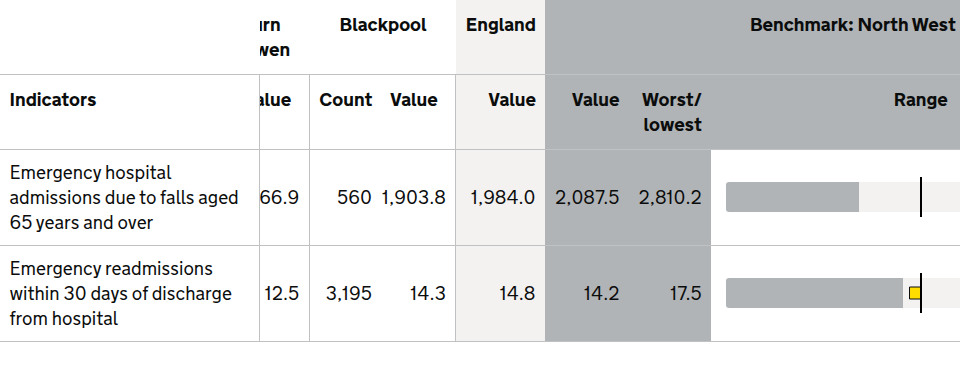 Blackpool England Benchmark: North West
Indicators Count Value Value Value Worst/
lowest Range
Emergency hospital
admissions due to falls aged 66.9 560 1,903.8 1,984.0 2,087.5 2,810.2
65 years and over
Emergency readmissions
within 30 days of discharge 12.5 3,195 14.3 14.8 14.2 17.5
from hospital